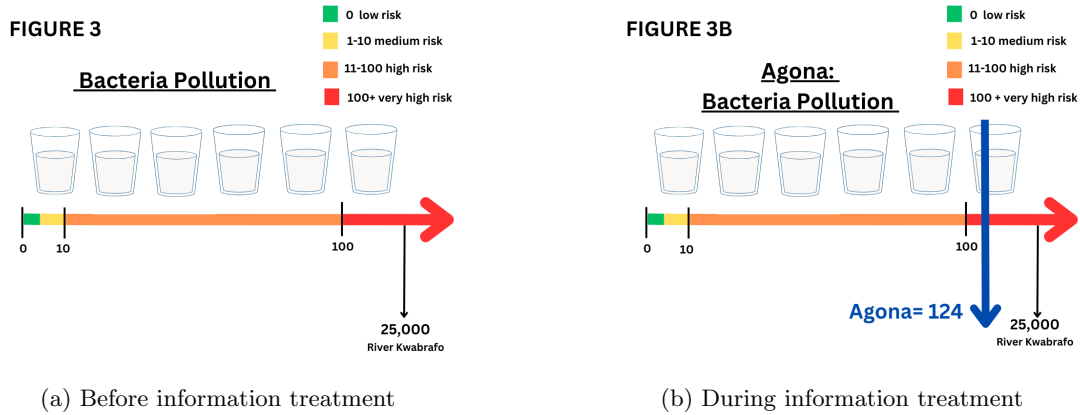 FIGURE 3
0 low risk
1-10 medium risk
11-100 high risk
100+ very high risk
Bacteria Pollution
0
10
100
25,000
River Kwabrafo
(a) Before information treatment
FIGURE 3B
0 low risk
1-10 medium risk
11-100 high risk
100 + very high risk
Agona:
Bacteria Pollution
0
10
100
Agona= 124
25,000
River Kwabrafo
(b) During information treatment